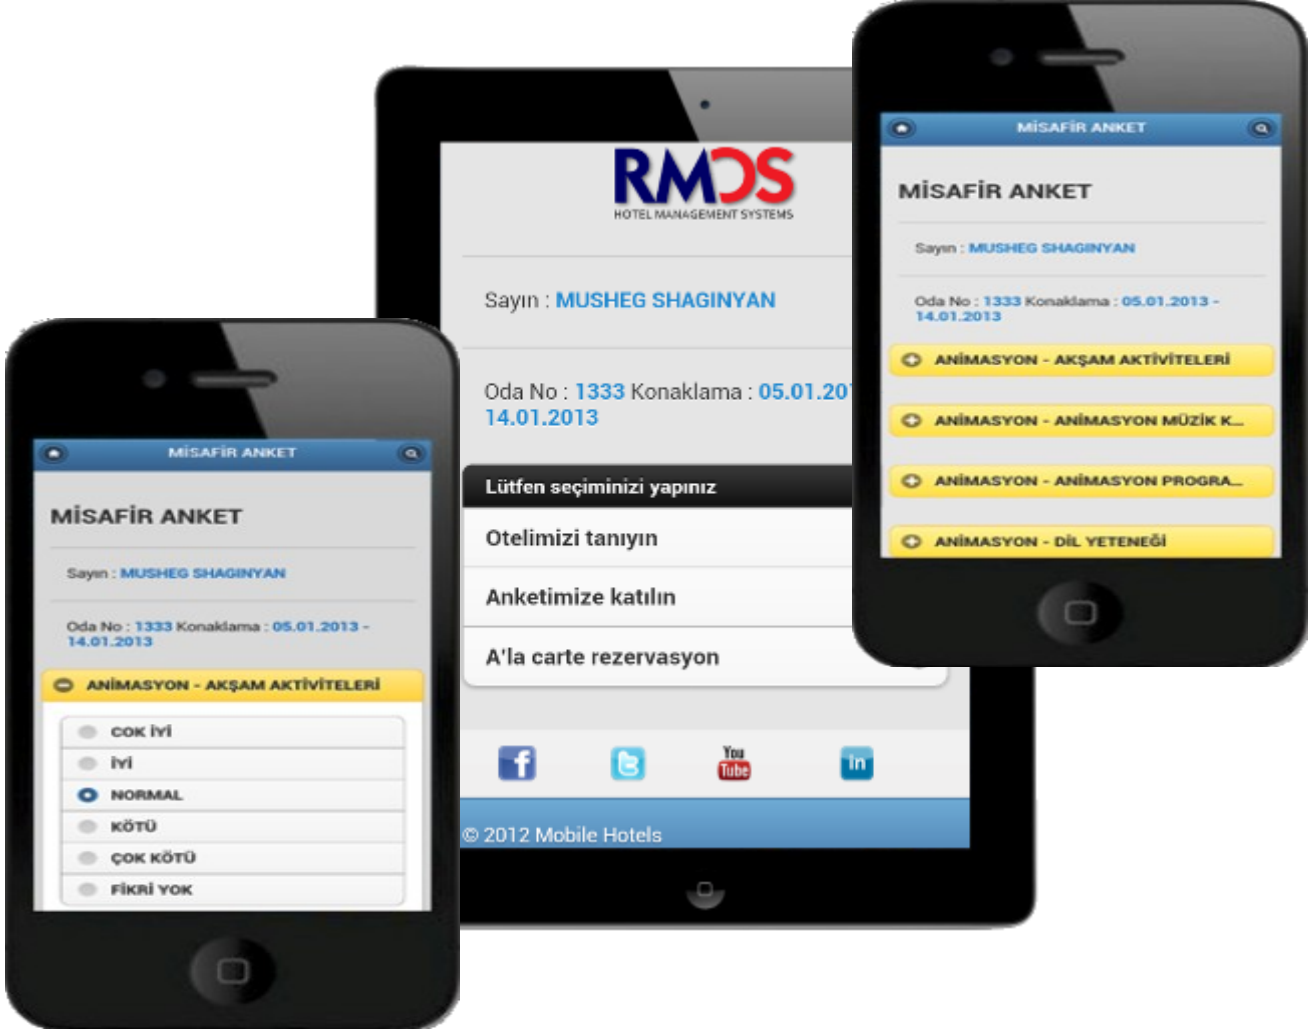 MİSAFİR ANKET
MİSAFİR ANKET
Sayın : MUSHEG SHAGINYAN
Oda No : 1333 Konaklama : 05.01.2013 -
14.01.2013
ANİMASYON - AKŞAM AKTİVİTELERİ
COK İYİ
İYİ
NORMAL
KÖTÜ
ÇOK KÖTÜ
FİKRİ YOK
RMOS
HOTEL MANAGEMENT SYSTEMS
Sayın : MUSHEG SHAGINYAN
Oda No : 1333 Konaklama : 05.01.20
14.01.2013
Lütfen seçiminizi yapınız
Otelimizi tanıyın
Anketimize katılın
A'la carte rezervasyon
f
You
Tube
in
© 2012 Mobile Hotels
MİSAFİR ANKET
MİSAFİR ANKET
Sayın : MUSHEG SHAGINYAN
Oda No : 1333 Konaklama : 05.01.2013 -
14.01.2013
ANİMASYON - AKŞAM AKTİVİTELERİ
ANİMASYON - ANİMASYON MÜZİK K...
ANİMASYON - ANİMASYON PROGRA...
ANİMASYON - DİL YETENEĞİ